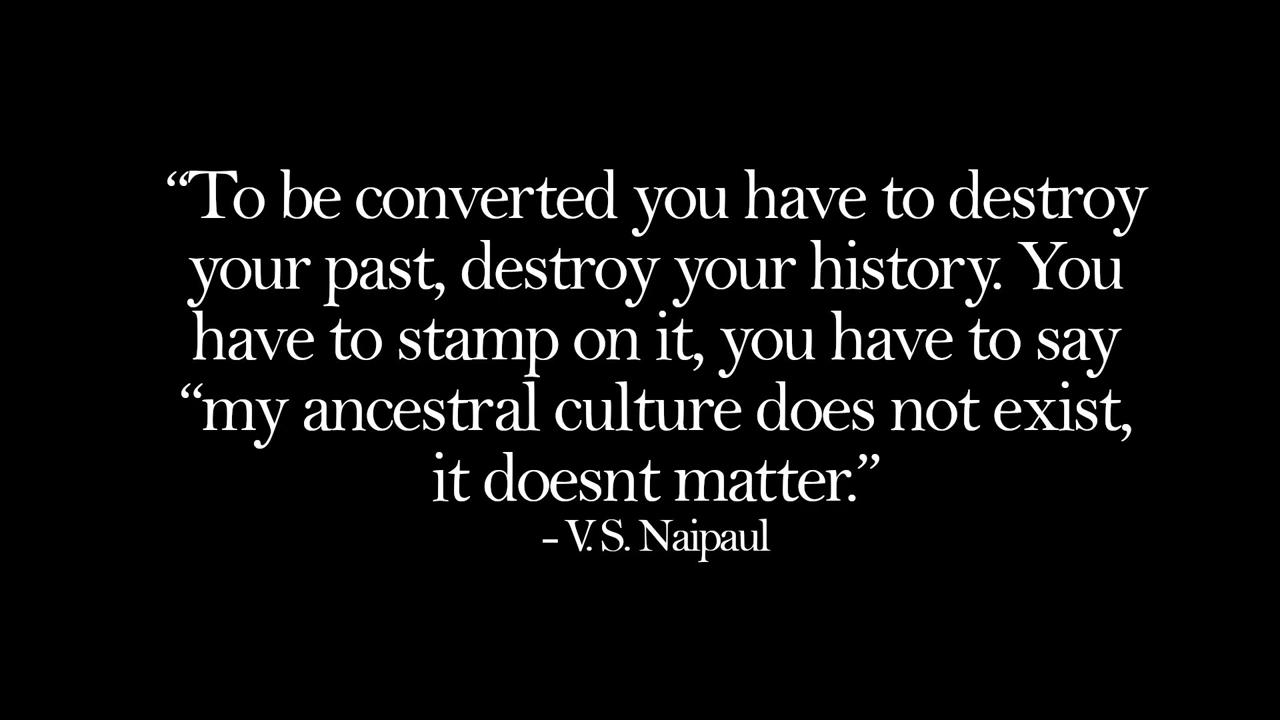 “To be converted you have to destroy
your past, destroy your history. You
have to stamp on it, you have to say
“my ancestral culture does not exist,
it doesnt matter.”
– V. S. Naipaul